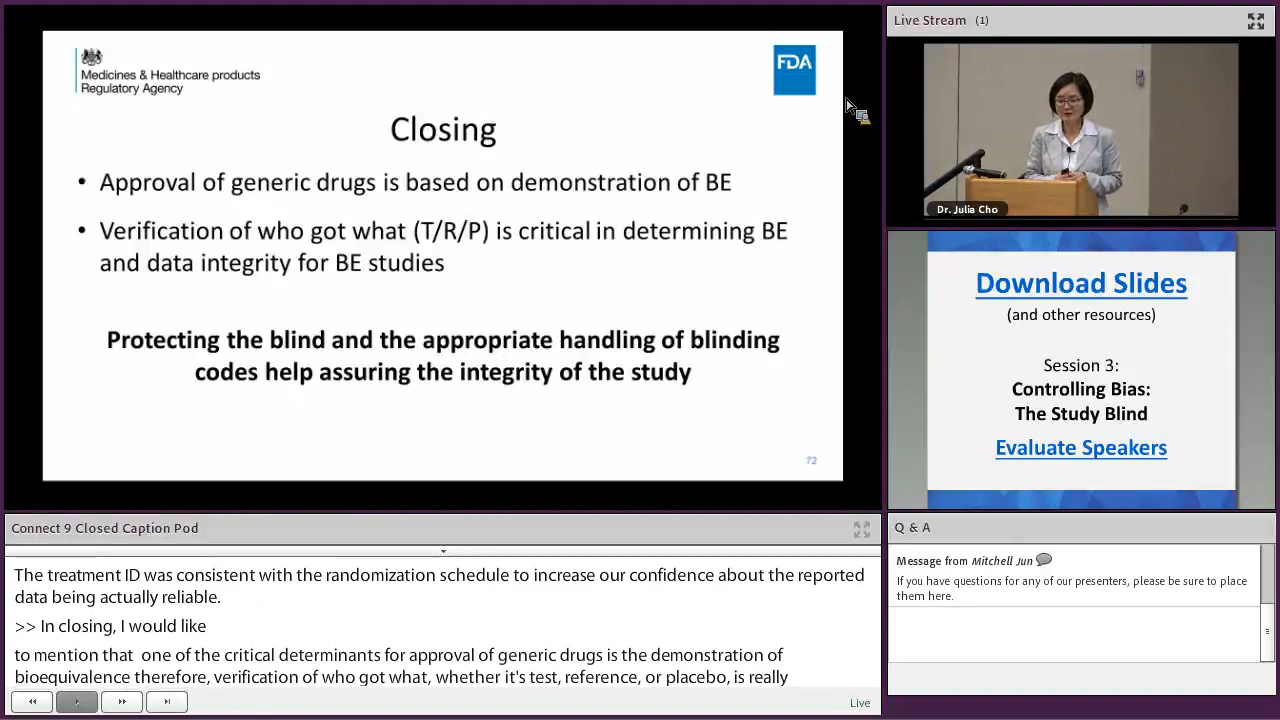 Medicines & Healthcare products
Regulatory Agency
FDA
Closing
• Approval of generic drugs is based on demonstration of BE
• Verification of who got what (T/R/P) is critical in determining BE
and data integrity for BE studies
Protecting the blind and the appropriate handling of blinding
codes help assuring the integrity of the study
72
Live Stream (1)
Dr. Julia Cho
Download Slides
(and other resources)
Session 3:
Controlling Bias:
The Study Blind
Evaluate Speakers
Connect 9 Closed Caption Pod
The treatment ID was consistent with the randomization schedule to increase our confidence about the reported
data being actually reliable.
>> In closing, I would like
to mention that  one of the critical determinants for approval of generic drugs is the demonstration of
bioequivalence therefore, verification of who got what, whether it's test, reference, or placebo, is really
Live
Q & A
Message from Mitchell Jun
If you have questions for any of our presenters, please be sure to place
them here.